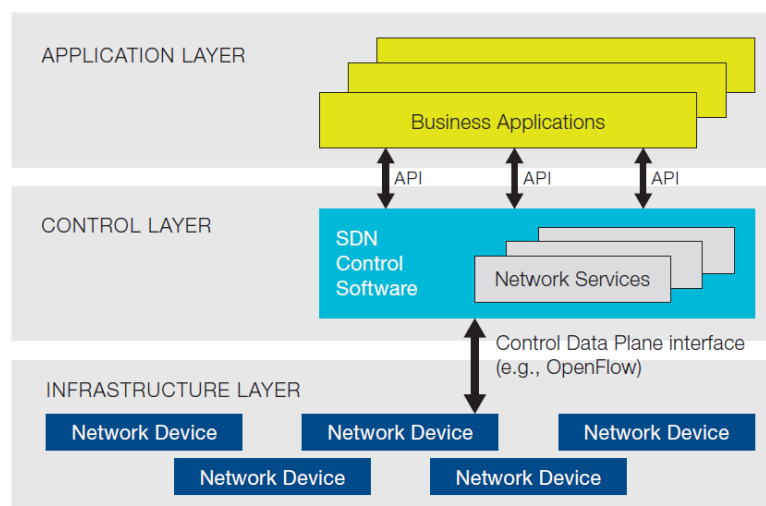 APPLICATION LAYER
Business Applications
API
API
API
CONTROL LAYER
SDN
Control
Software
Network Services
Control Data Plane interface
(e.g., OpenFlow)
INFRASTRUCTURE LAYER
Network Device
Network Device
Network Device
Network Device
Network Device